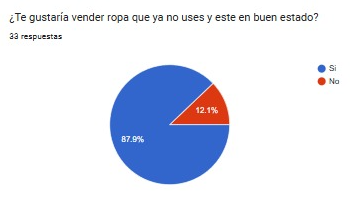 ¿Te gustaría vender ropa que ya no uses y este en buen estado?
33 respuestas
Si
No
12.1%
87.9%